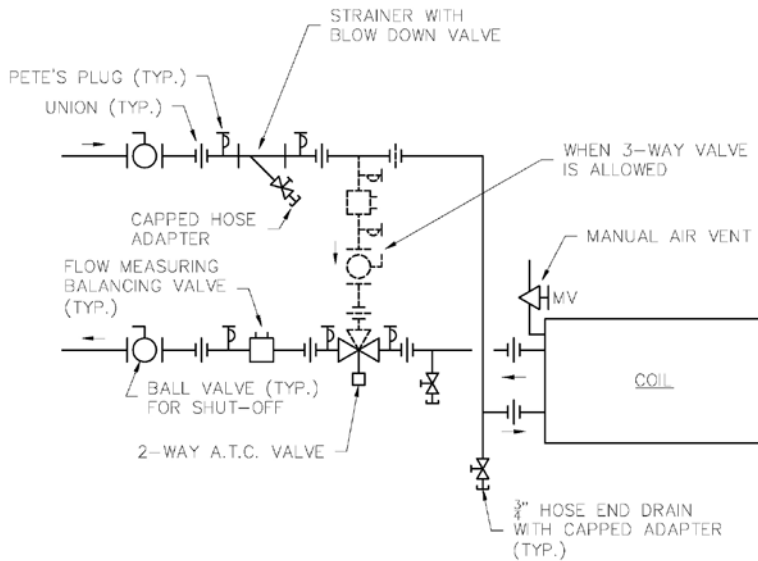 STRAINER WITH
BLOW DOWN VALVE
PETE'S PLUG (TYP.)
UNION (TYP.)
WHEN 3-WAY VALVE
IS ALLOWED
CAPPED HOSE
ADAPTER
MANUAL AIR VENT
FLOW MEASURING
BALANCING VALVE
(TYP.)
MV
COIL
BALL VALVE (TYP.)
FOR SHUT-OFF
2-WAY A.T.C. VALVE
3/4" HOSE END DRAIN
WITH CAPPED ADAPTER
(TYP.)